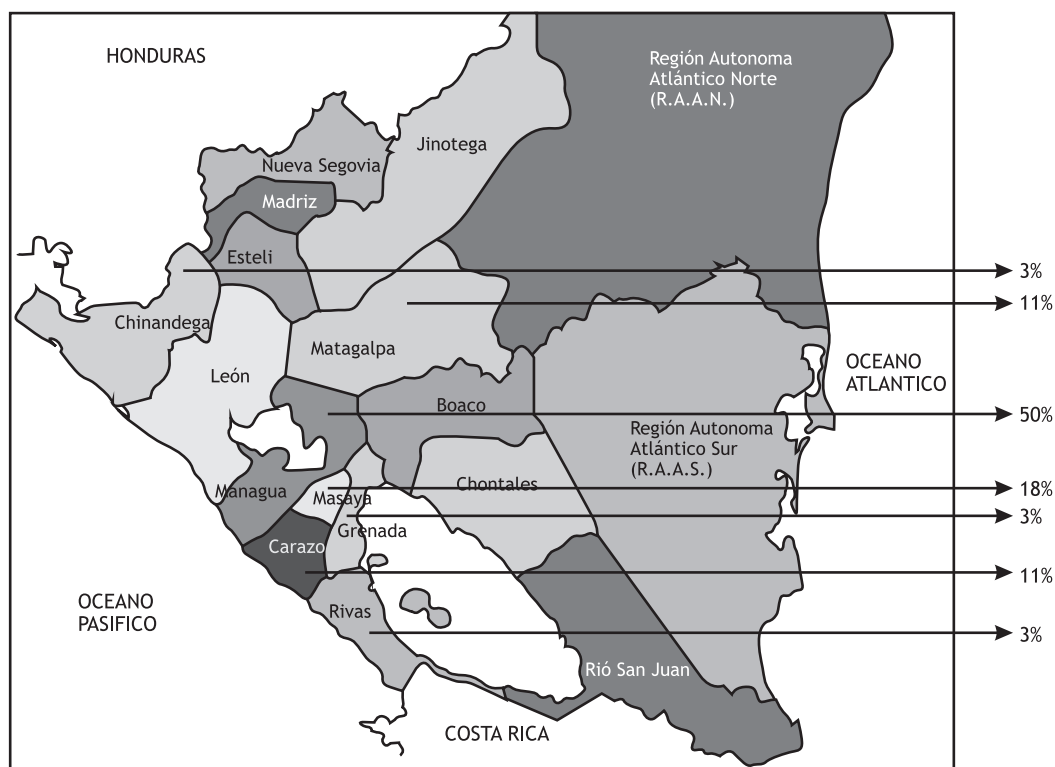 HONDURAS
Región Autonoma
Atlántico Norte
(R.A.A.N.)
Jinotega
Nueva Segovia
Madriz
Esteli
3%
11%
Chinandega
Matagalpa
León
OCEANO
ATLANTICO
Boaco
50%
Región Autonoma
Atlántico Sur
(R.A.A.S.)
Chontales
Managua
Masaya
18%
3%
Grenada
Carazo
11%
OCEANO
PASIFICO
Rivas
3%
Rió San Juan
COSTA RICA